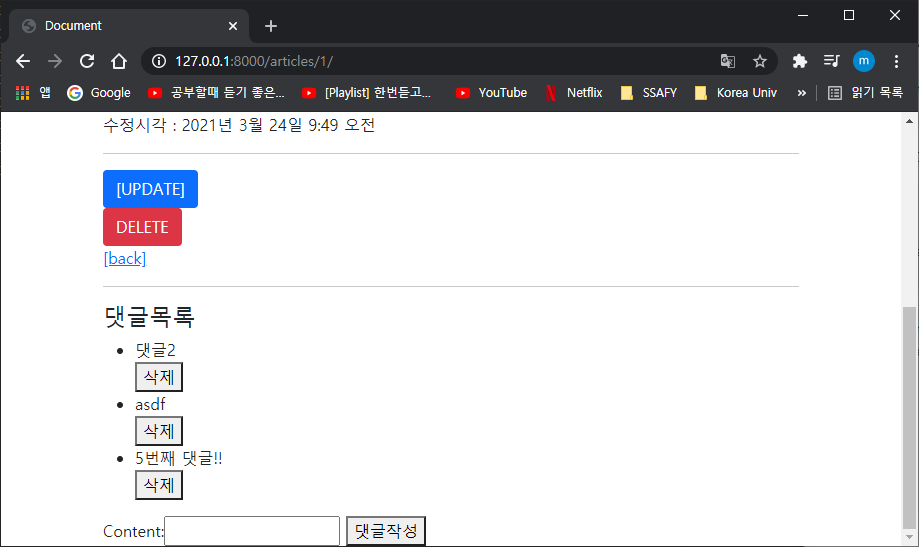 Document
127.0.0.1:8000/articles/1/
m
앱 Google 공부할때 듣기 좋은... [Playlist] 한번듣고... YouTube Netflix SSAFY Korea Univ » 읽기 목록
수정시각 : 2021년 3월 24일 9:49 오전
[UPDATE]
DELETE
[back]
댓글목록
댓글2
삭제
asdf
삭제
5번째 댓글!!
삭제
Content: 댓글작성